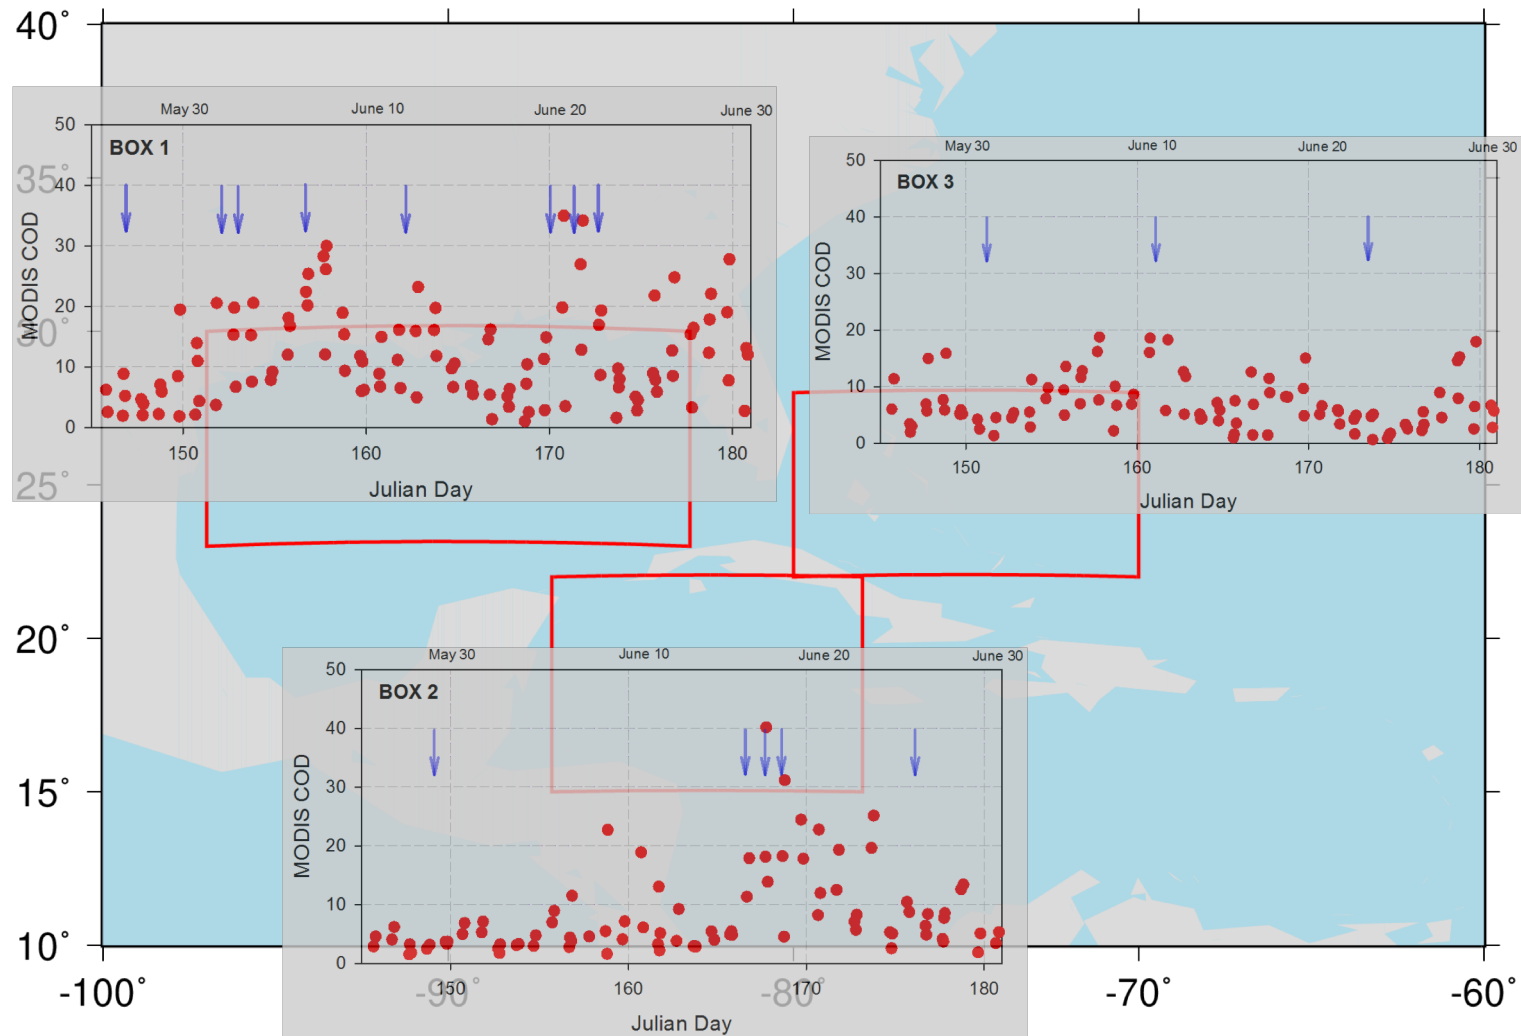 40°
May 30 June 10 June 20 June 30
50
BOX 1
35°
40
MODIS COD
30
20
30°
10
0
150 160 170 180
25°
Julian Day
May 30 June 10 June 20 June 30
50
BOX 3
40
MODIS COD
30
20
10
0
150 160 170 180
Julian Day
20°
May 30 June 10 June 20 June 30
50
BOX 2
40
15°
MODIS COD
30
20
10
0
10°
150 160 170 180
-100° -90° -80° -70° -60°
Julian Day